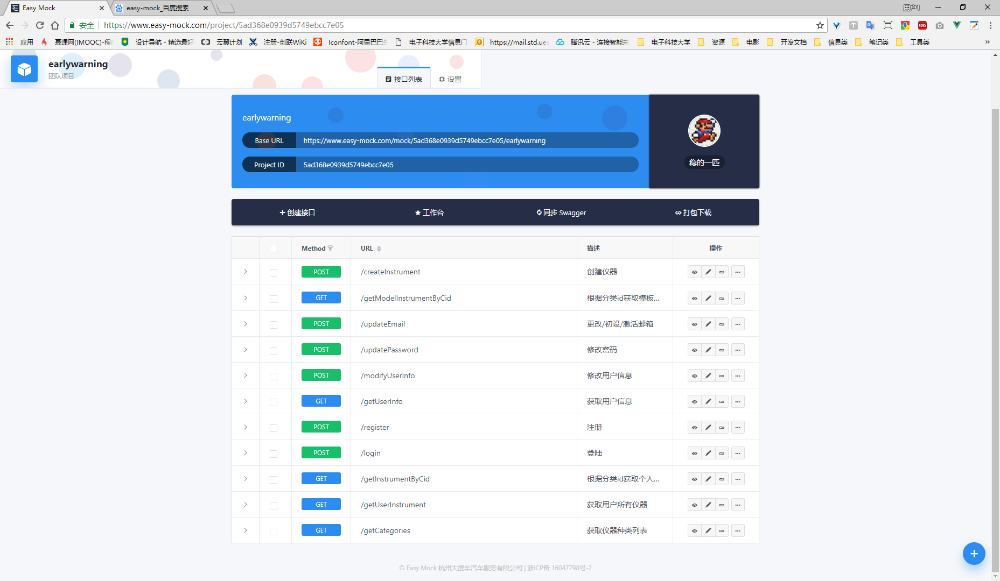 Easy Mock
easy-mock_百度搜索
用户1
安全 https://www.easy-mock.com/project/5ad368e0939d5749ebcc7e05
应用 慕课网(IMOOC)-程 设计导航 - 精选最好 云翼计划 注册-创联WiKi Iconfont-阿里巴巴 电子科技大学信息门 https://mail.std.ues 腾讯云 - 连接智能未 电子科技大学 资源 电影 开发文档 信息类 笔记类 工具类 »
earlywarning
团队项目
接口列表 设置
earlywarning
Base URL https://www.easy-mock.com/mock/5ad368e0939d5749ebcc7e05/earlywarning
Project ID 5ad368e0939d5749ebcc7e05
稳的一匹
创建接口 工作台 同步 Swagger 打包下载
Method URL 描述 操作
POST /createInstrument 创建仪器
GET /getModelInstrumentByCid 根据分类id获取模板...
POST /updateEmail 更改/初设/激活邮箱
POST /updatePassword 修改密码
POST /modifyUserInfo 修改用户信息
GET /getUserInfo 获取用户信息
POST /register 注册
POST /login 登陆
GET /getInstrumentByCid 根据分类id获取个人...
GET /getUserInstrument 获取用户所有仪器
GET /getCategories 获取仪器种类列表
© Easy Mock 杭州大搜车汽车服务有限公司 | 浙ICP备 16047798号-2